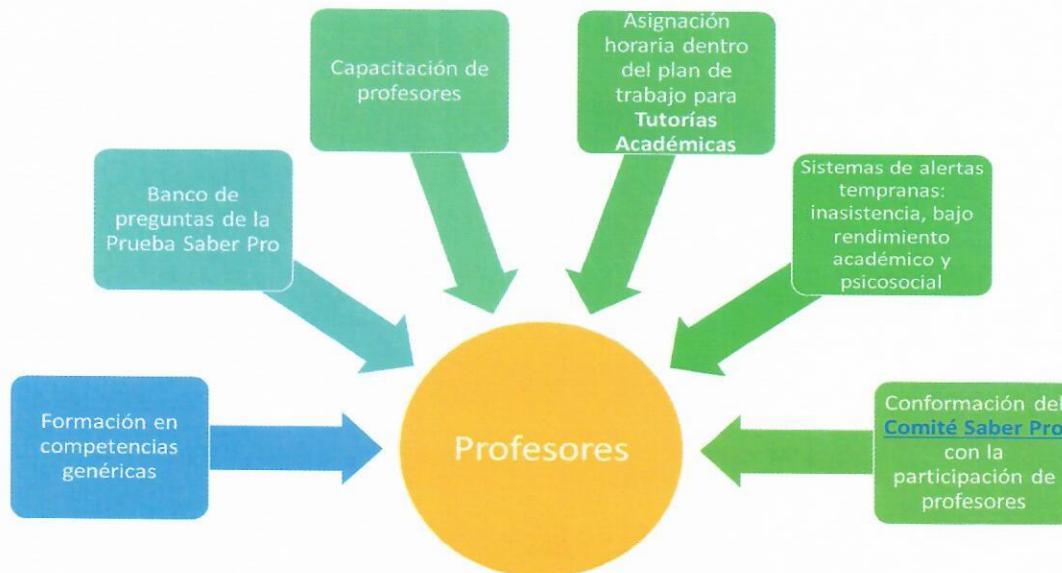 Asignación
horaria dentro
del plan de
trabajo para
Tutorías
Académicas
Capacitación de
profesores
Banco de
preguntas de la
Prueba Saber Pro
Sistemas de alertas
tempranas:
inasistencia, bajo
rendimiento
académico y
psicosocial
Formación en
competencias
genéricas
Profesores
Conformación del
Comité Saber Pro
con la
participación de
profesores